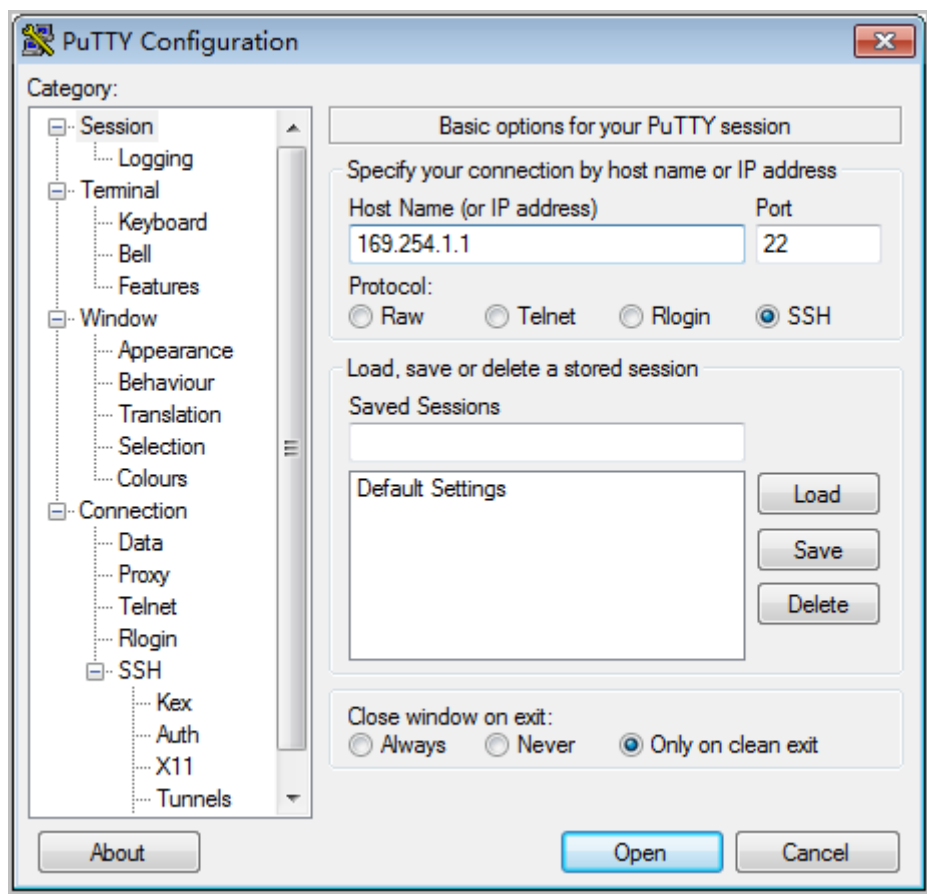 PuTTY Configuration
Category:
Session
Logging
Terminal
Keyboard
Bell
Features
Window
Appearance
Behaviour
Translation
Selection
Colours
Connection
Data
Proxy
Telnet
Rlogin
SSH
Kex
Auth
X11
Tunnels
Basic options for your PuTTY session
Specify your connection by host name or IP address
Host Name (or IP address) Port
169.254.1.1 22
Protocol:
Raw Telnet Rlogin SSH
Load, save or delete a stored session
Saved Sessions
Default Settings
Load
Save
Delete
Close window on exit:
Always Never Only on clean exit
About Open Cancel